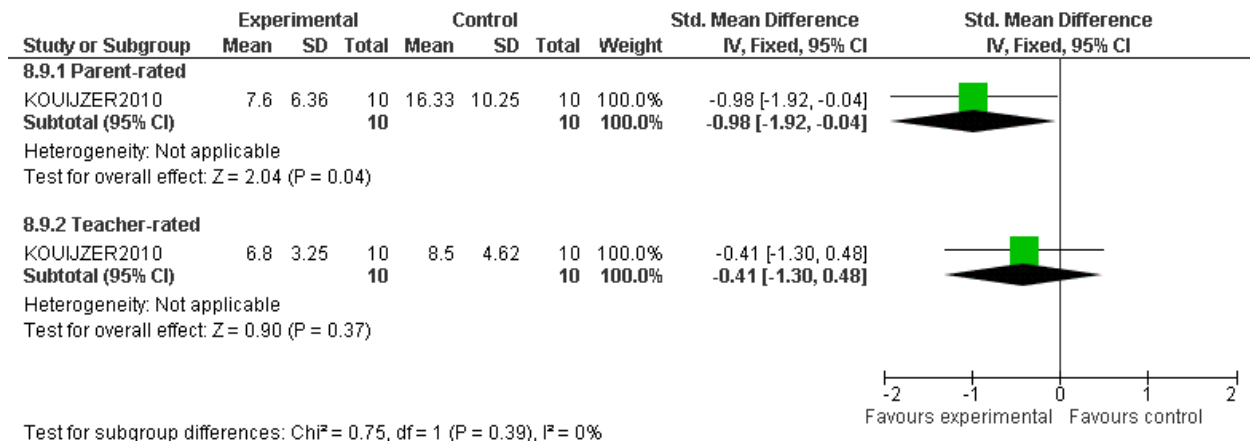 Experimental Control Std. Mean Difference Std. Mean Difference
Study or Subgroup Mean SD Total Mean SD Total Weight IV, Fixed, 95% CI IV, Fixed, 95% CI
8.9.1 Parent-rated
KOUIJZER2010 7.6 6.36 10 16.33 10.25 10 100.0% -0.98 [-1.92, -0.04]
Subtotal (95% CI) 10 10 100.0% -0.98 [-1.92, -0.04]
Heterogeneity: Not applicable
Test for overall effect: Z = 2.04 (P = 0.04)
8.9.2 Teacher-rated
KOUIJZER2010 6.8 3.25 10 8.5 4.62 10 100.0% -0.41 [-1.30, 0.48]
Subtotal (95% CI) 10 10 100.0% -0.41 [-1.30, 0.48]
Heterogeneity: Not applicable
Test for overall effect: Z = 0.90 (P = 0.37)
-2 -1 0 1 2
Favours experimental Favours control
Test for subgroup differences: Chi² = 0.75, df = 1 (P = 0.39), I² = 0%